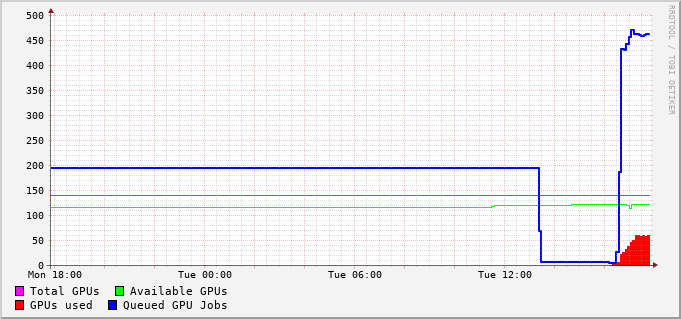 500
450
400
350
300
250
200
150
100
50
0
Mon 18:00 Tue 00:00 Tue 06:00 Tue 12:00
Total GPUs Available GPUs
GPUs used Queued GPU Jobs
RRDTOOL / TOBI OETIKER